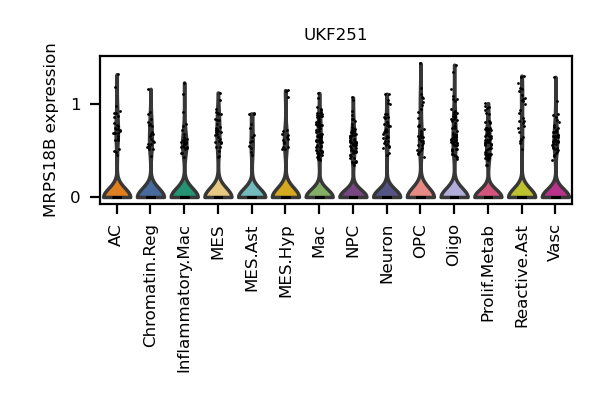 UKF251
MRPS18B expression
1
0
AC
Chromatin.Reg
Inflammatory.Mac
MES
MES.Ast
MES.Hyp
Mac
NPC
Neuron
OPC
Oligo
Prolif.Metab
Reactive.Ast
Vasc